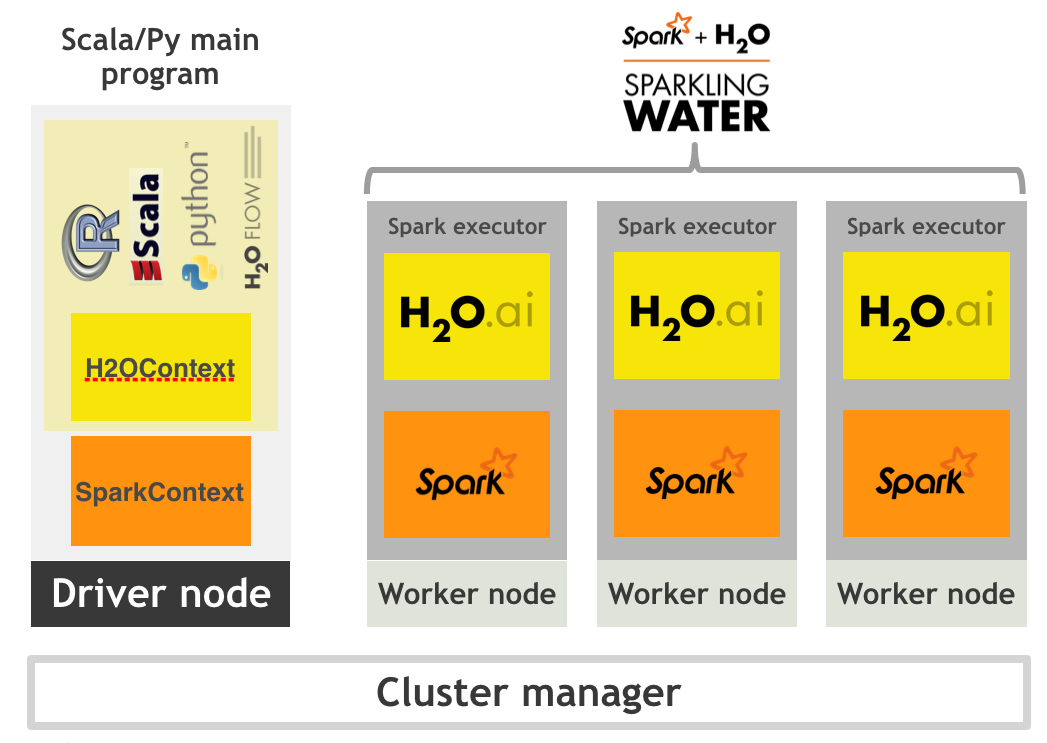 Scala/Py main
program
R
Scala
python™
H2O FLOW
H2OContext
SparkContext
Driver node
Spark + H2O
SPARKLING
WATER
Spark executor
H2O.ai
Spark
Worker node
Spark executor
H2O.ai
Spark
Worker node
Spark executor
H2O.ai
Spark
Worker node
Cluster manager